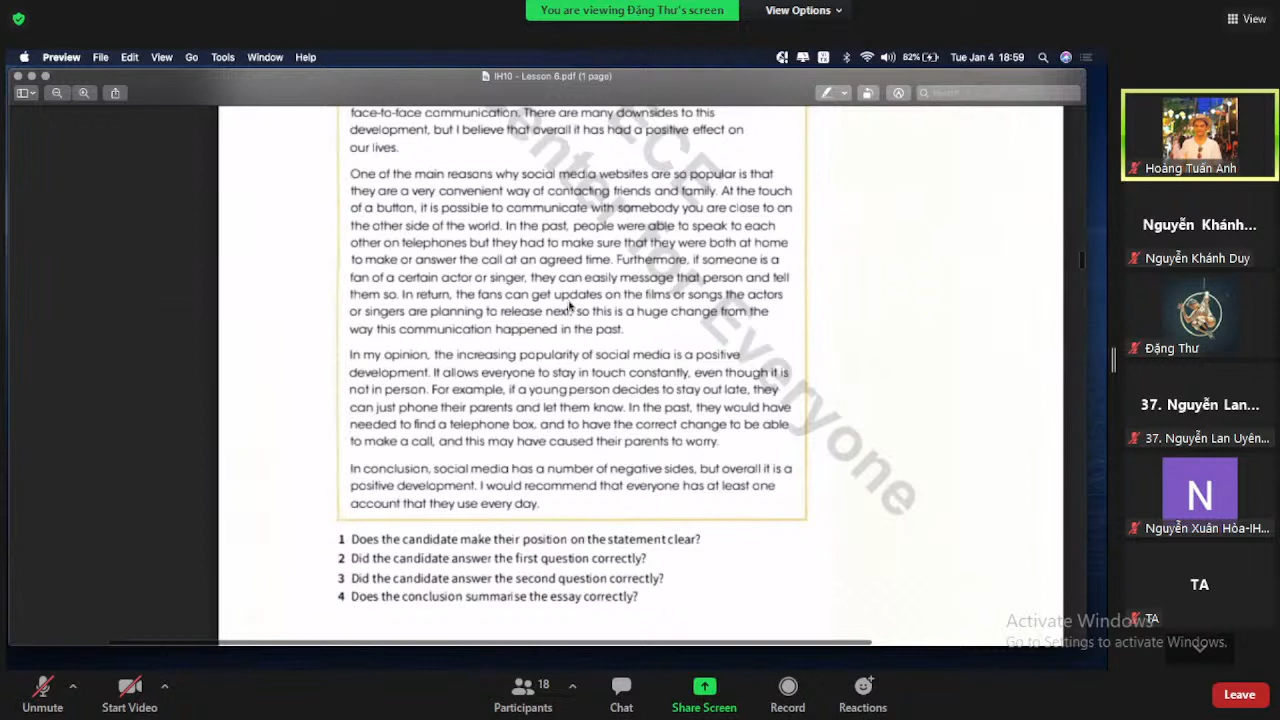 You are viewing Đặng Thư's screen
View Options
View
Preview File Edit View Go Tools Window Help
82% Tue Jan 4 18:59
IH10 - Lesson 6.pdf (1 page)
Search
face-to-face communication. There are many downsides to this
development, but I believe that overall it has had a positive effect on
our lives.
One of the main reasons why social media websites are so popular is that
they are a very convenient way of contacting friends and family. At the touch
of a button, it is possible to communicate with somebody you are close to on
the other side of the world. In the past, people were able to speak to each
other on telephones but they had to make sure that they were both at home
to make or answer the call at an agreed time. Furthermore, if someone is a
fan of a certain actor or singer, they can easily message that person and tell
them so. In return, the fans can get updates on the films or songs the actors
or singers are planning to release next, so this is a huge change from the
way this communication happened in the past.
In my opinion, the increasing popularity of social media is a positive
development. It allows everyone to stay in touch constantly, even though it is
not in person. For example, if a young person decides to stay out late, they
can just phone their parents and let them know. In the past, they would have
needed to find a telephone box, and to have the correct change to be able
to make a call, and this may have caused their parents to worry.
In conclusion, social media has a number of negative sides, but overall it is a
positive development. I would recommend that everyone has at least one
account that they use every day.
1 Does the candidate make their position on the statement clear?
2 Did the candidate answer the first question correctly?
3 Did the candidate answer the second question correctly?
4 Does the conclusion summarise the essay correctly?
ECE
enter for Everyone
Hoàng Tuấn Anh
Nguyễn Khánh...
Nguyễn Khánh Duy
Đặng Thư
37. Nguyễn Lan...
37. Nguyễn Lan Uyên...
N
Nguyễn Xuân Hòa-IH...
TA
TA
Activate Windows
Go to Settings to activate Windows.
Unmute
Start Video
18
Participants
Chat
Share Screen
Record
Reactions
Leave